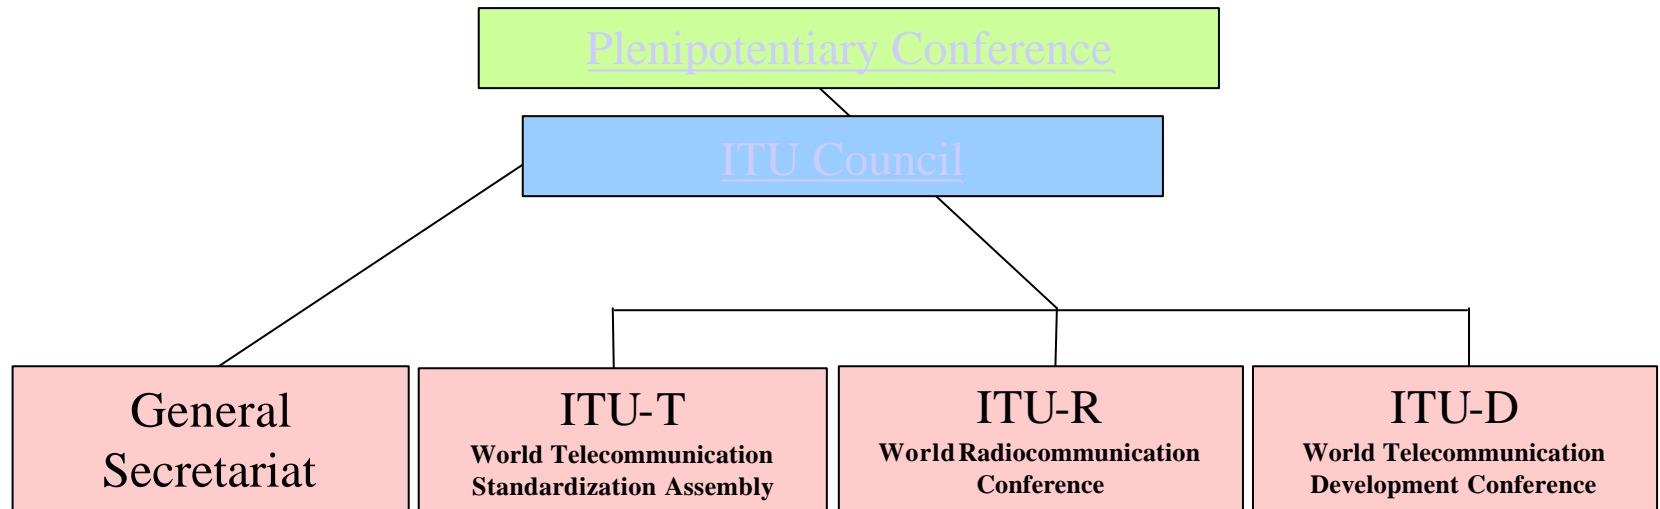 Plenipotentiary Conference
ITU Council
General
Secretariat
ITU-T
World Telecommunication
Standardization Assembly
ITU-R
World Radiocommunication
Conference
ITU-D
World Telecommunication
Development Conference